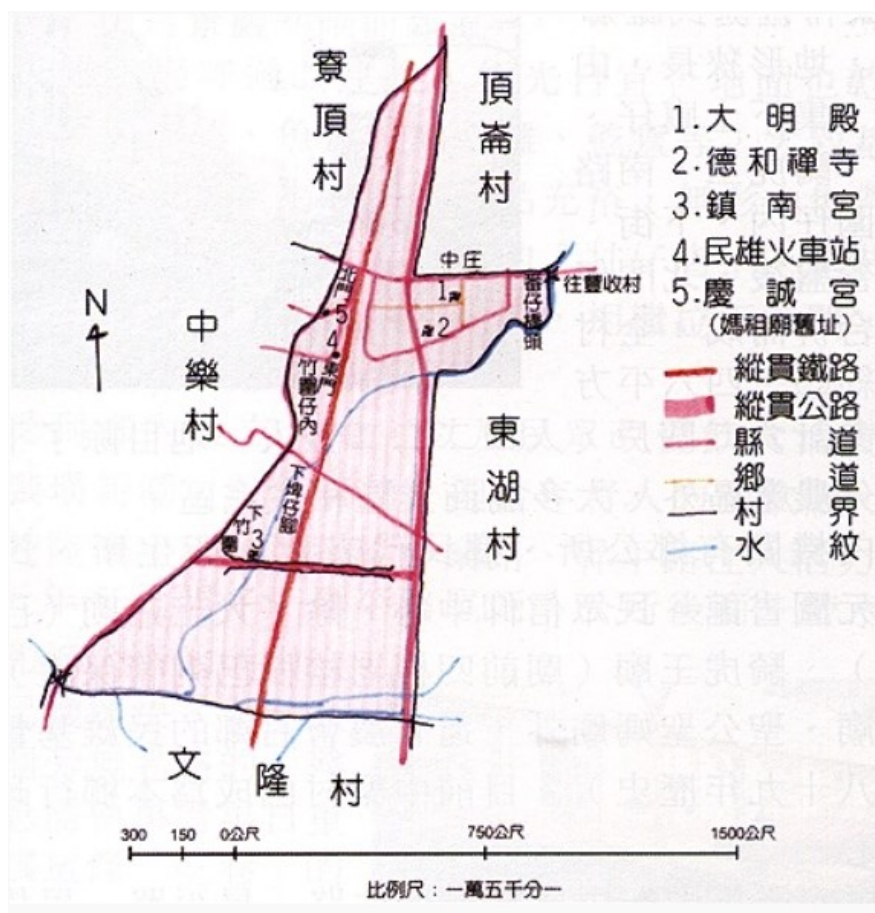 寮頂村
頂崙村
1.大明殿
2.德和禪寺
3.鎮南宮
4.民雄火車站
5.慶誠宮
(媽祖廟舊址)
縱貫鐵路
縱貫公路
縣道
鄉道
村界
水紋
N
中庄
往豐收村
1
2
北門
5
4
東門
竹圍仔內
中樂村
東湖村
下埤仔腳
下竹圍
3
文隆村
300 150 0公尺 750公尺 1500公尺
比例尺：一萬五千分一